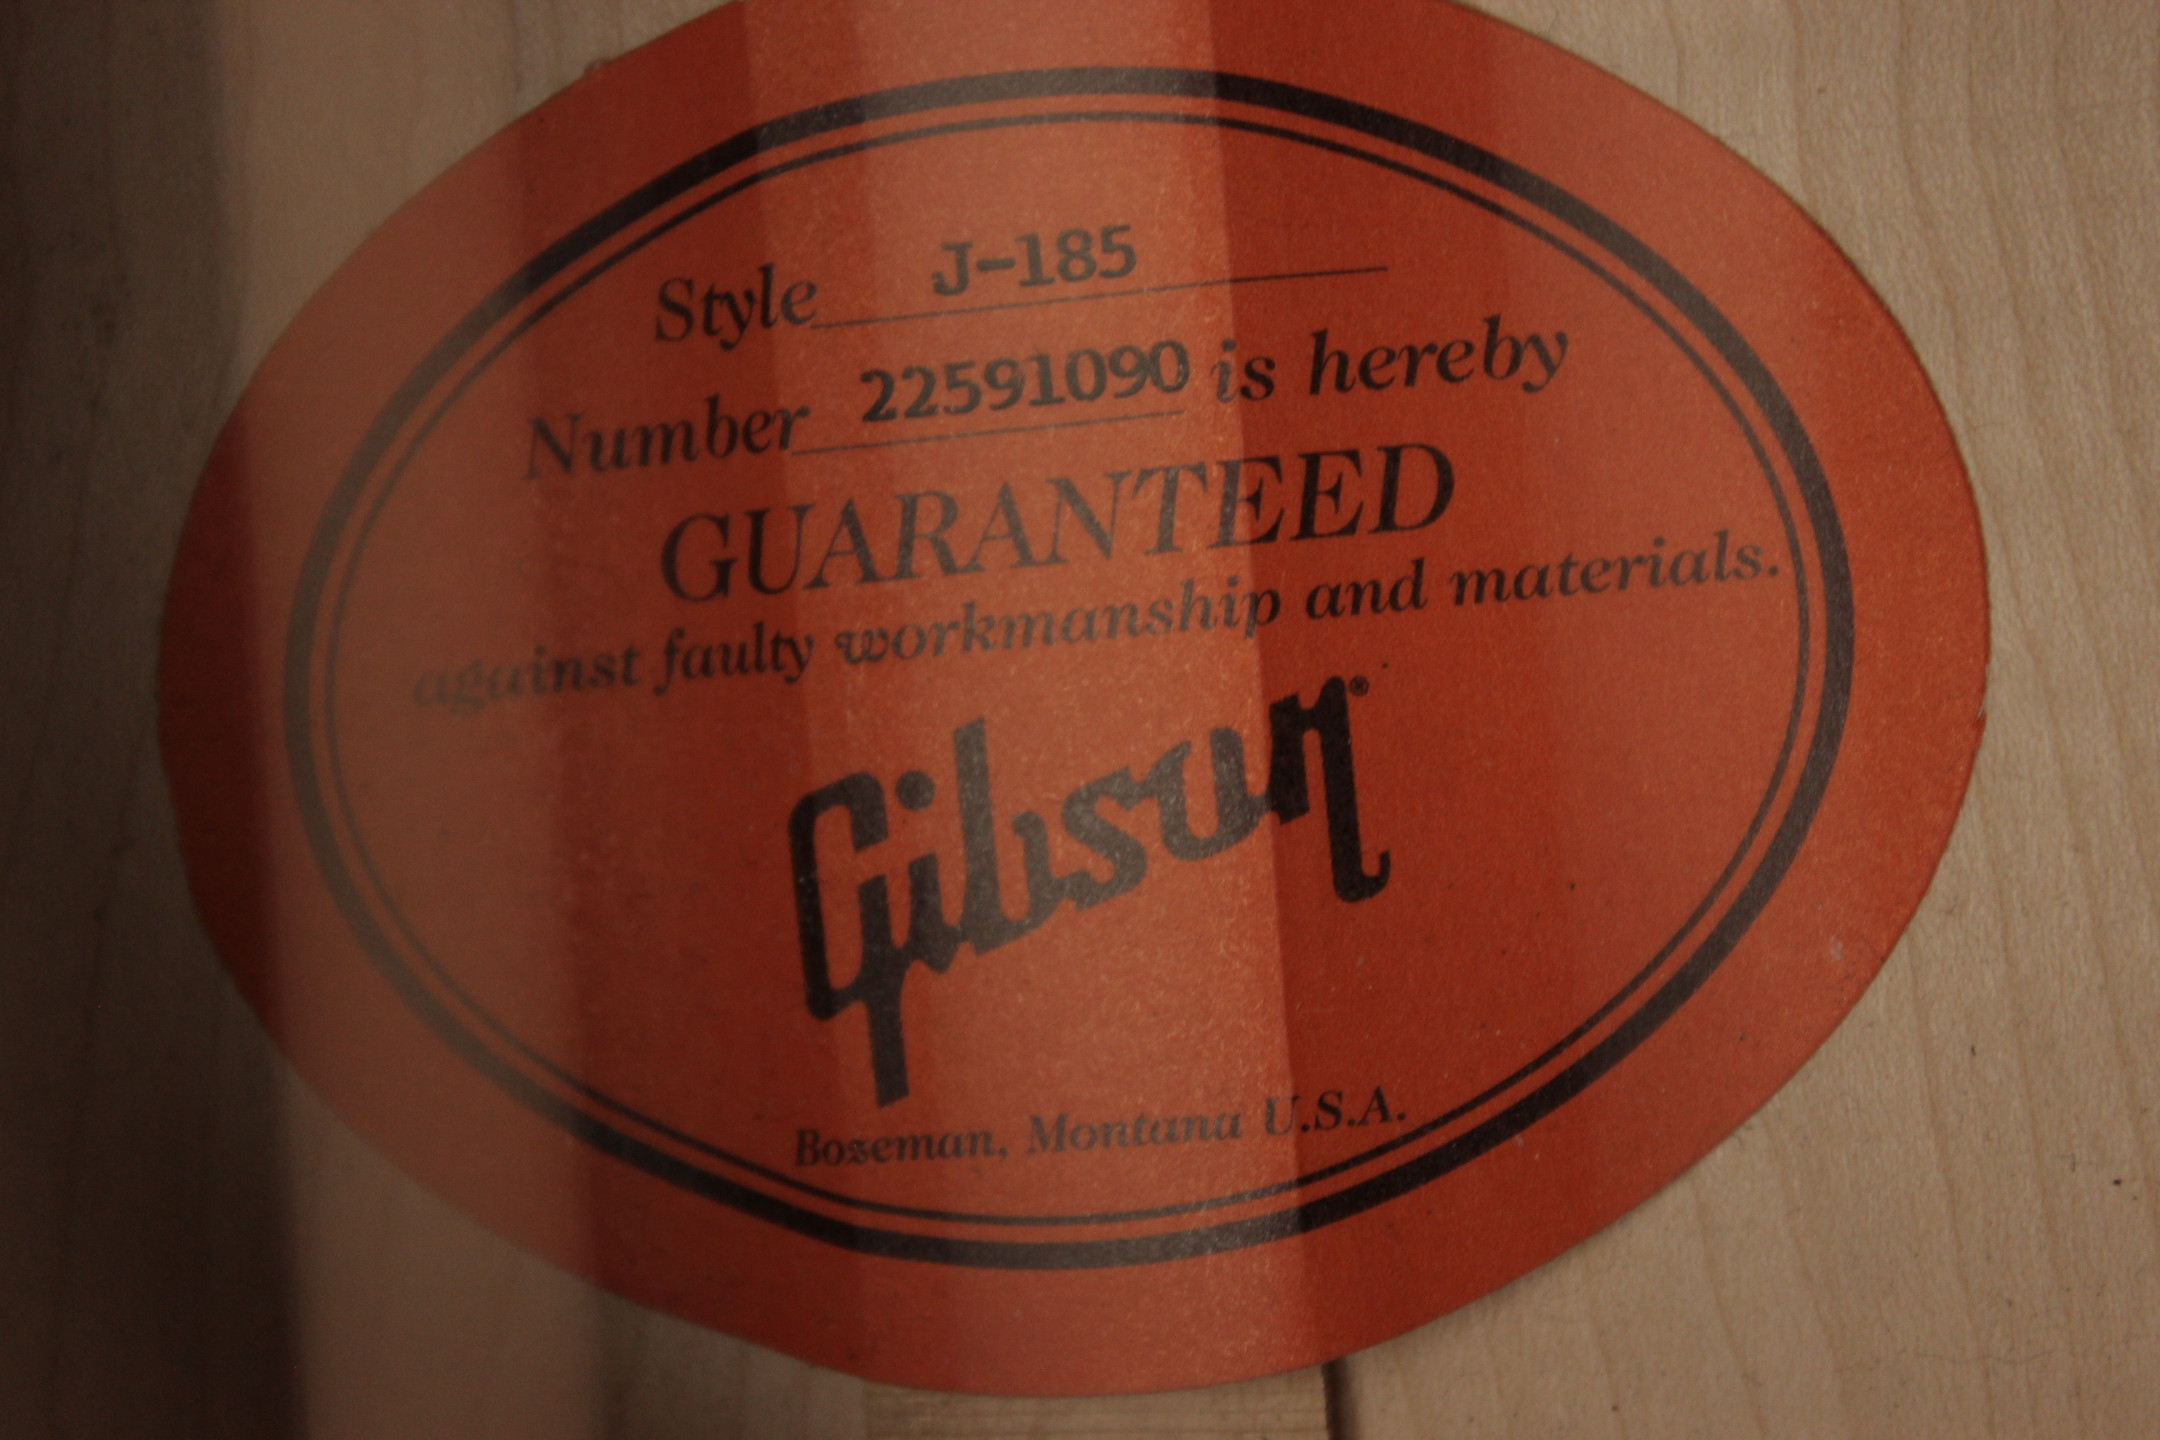 Style J-185
Number 22591090 is hereby
GUARANTEED
against faulty workmanship and materials.
Gibson®
Bozeman, Montana U.S.A.